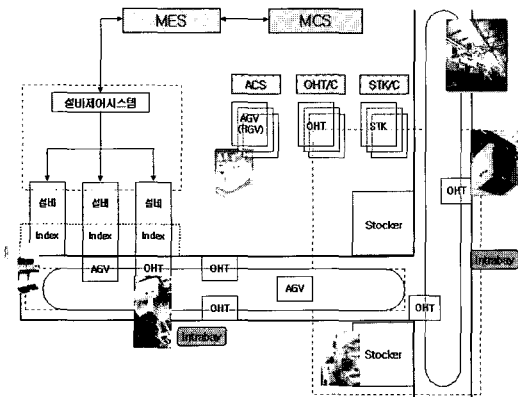 MES
MCS
ACS
OHT/C
STK/C
설비제어시스템
AGV
(RGV)
OHT
STK
설비
설비
설비
Index
Index
Index
Stocker
OHT
Intrabay
AGV
OHT
OHT
AGV
OHT
OHT
Intrabay
Stocker